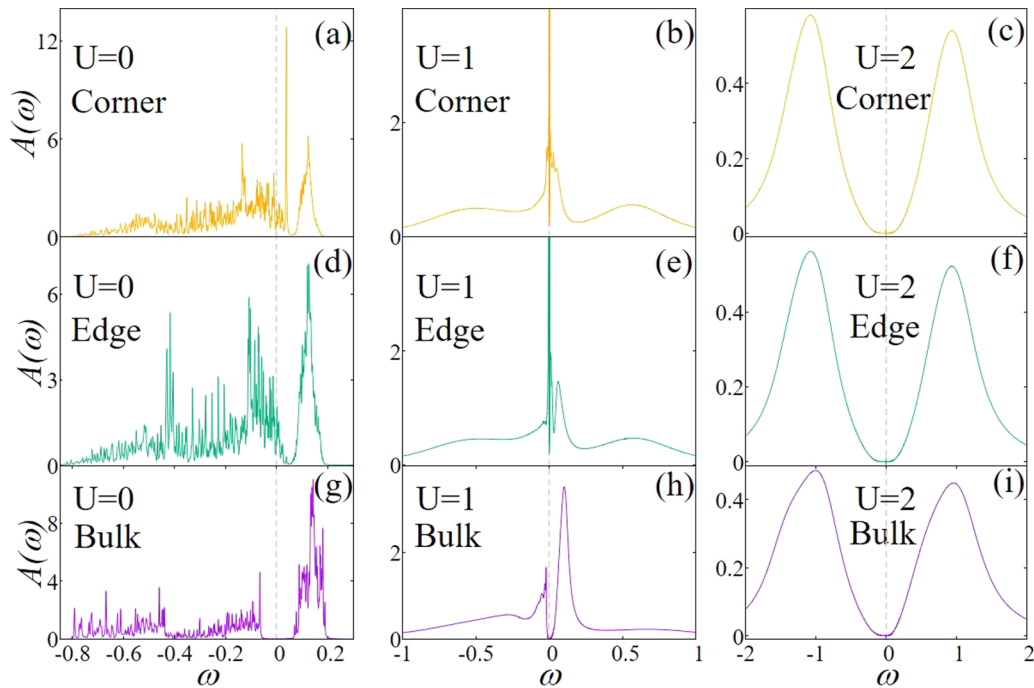 12
6
0
A(ω)
U=0
Corner
(a)
2
0
U=1
Corner
(b)
0.4
0.2
0
U=2
Corner
(c)
6
3
0
A(ω)
U=0
Edge
(d)
2
0
U=1
Edge
(e)
0.4
0.2
0
U=2
Edge
(f)
8
4
0
A(ω)
U=0
Bulk
(g)
-0.8 -0.6 -0.4 -0.2 -0.0 0.2
ω
2
0
U=1
Bulk
(h)
-1 -0.5 0 0.5 1
ω
0.4
0.2
0
U=2
Bulk
(i)
-2 -1 0 1 2
ω